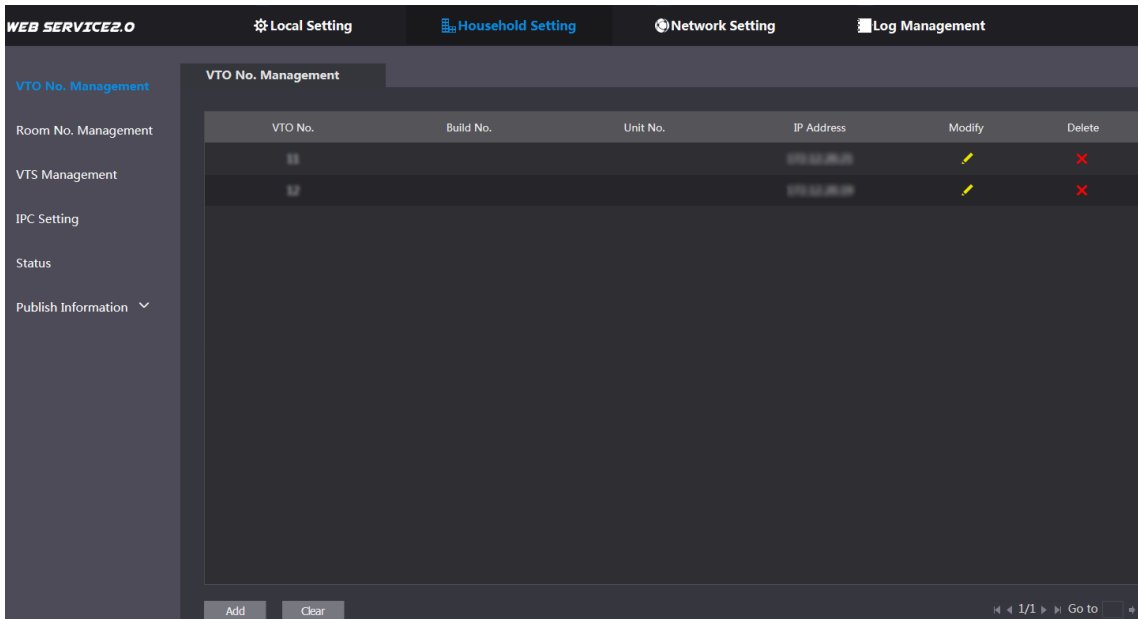 WEB SERVICE2.0 Local Setting Household Setting Network Setting Log Management
VTO No. Management
VTO No. Management
Room No. Management
VTS Management
IPC Setting
Status
Publish Information
VTO No. Build No. Unit No. IP Address Modify Delete
11
12
Add Clear 1/1 Go to